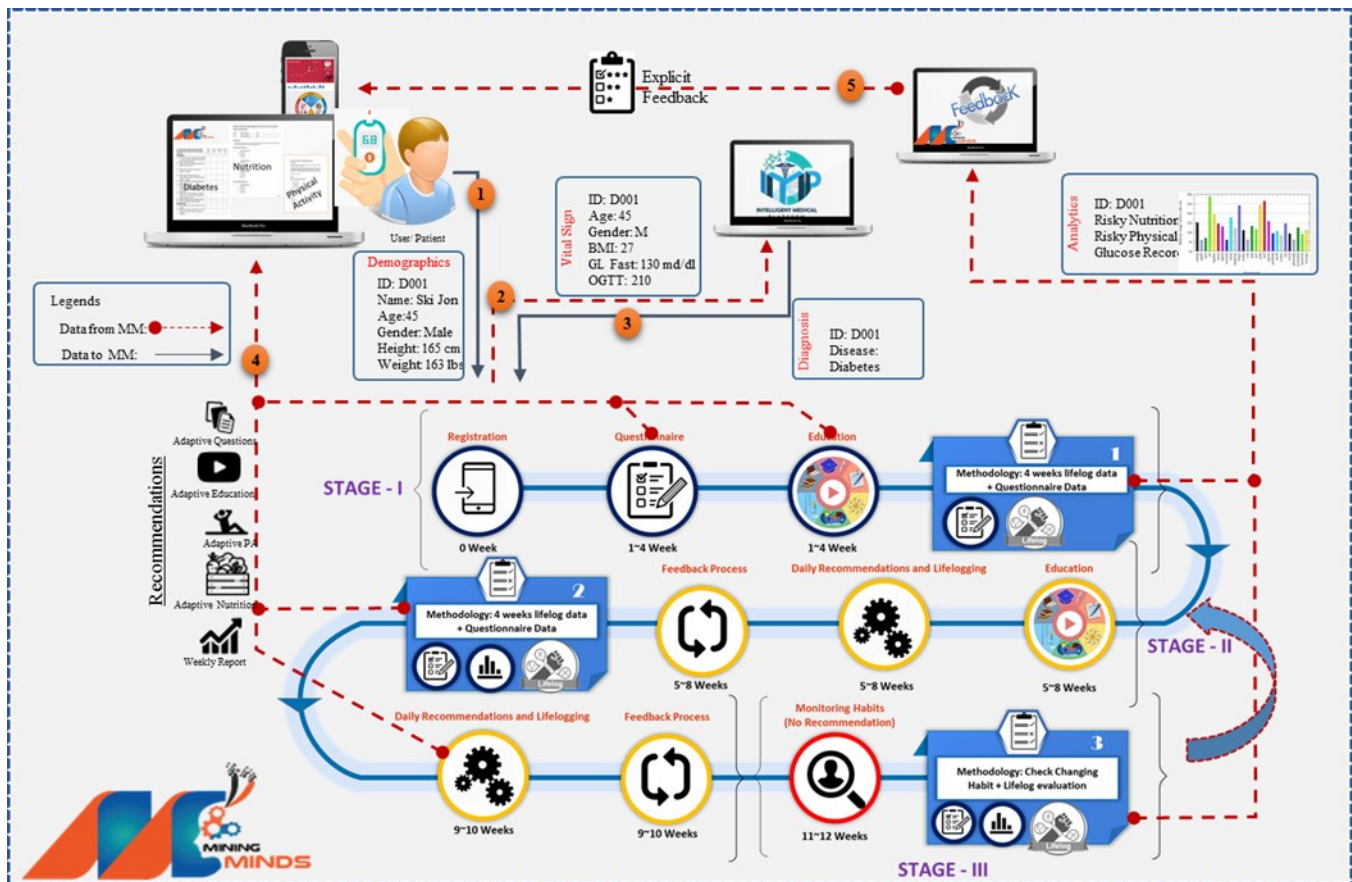 Explicit
Feedback
5
FeedbacK
Diabetes
Nutrition
Physical
Activity
6.8
MacBook Pro
User/ Patient
1
INTELLIGENT MEDICAL
Vital Sign
ID: D001
Age: 45
Gender: M
BMI: 27
GL Fast: 130 md/dl
OGTT: 210
Analytics
ID: D001
Risky Nutrition
Risky Physical
Glucose Record
Demographics
ID: D001
Name: Ski Jon
Age:45
Gender: Male
Height: 165 cm
Weight: 163 lbs
2
3
Diagnosis
ID: D001
Disease:
Diabetes
Legends
Data from MM:
Data to MM:
4
Recommendations
Adaptive Questions
Adaptive Education
Adaptive PA
Adaptive Nutrition
Weekly Report
STAGE - I
Registration
0 Week
Questionnaire
1~4 Week
Education
1~4 Week
1
Methodology: 4 weeks lifelog data
+ Questionnaire Data
Lifelog
STAGE - II
Education
5~8 Weeks
Daily Recommendations and Lifelogging
5~8 Weeks
Feedback Process
5~8 Weeks
2
Methodology: 4 weeks lifelog data
+ Questionnaire Data
Lifelog
Daily Recommendations and Lifelogging
9~10 Weeks
Feedback Process
9~10 Weeks
Monitoring Habits
(No Recommendation)
11~12 Weeks
3
Methodology: Check Changing
Habit + Lifelog evaluation
Lifelog
STAGE - III
MINING
MINDS